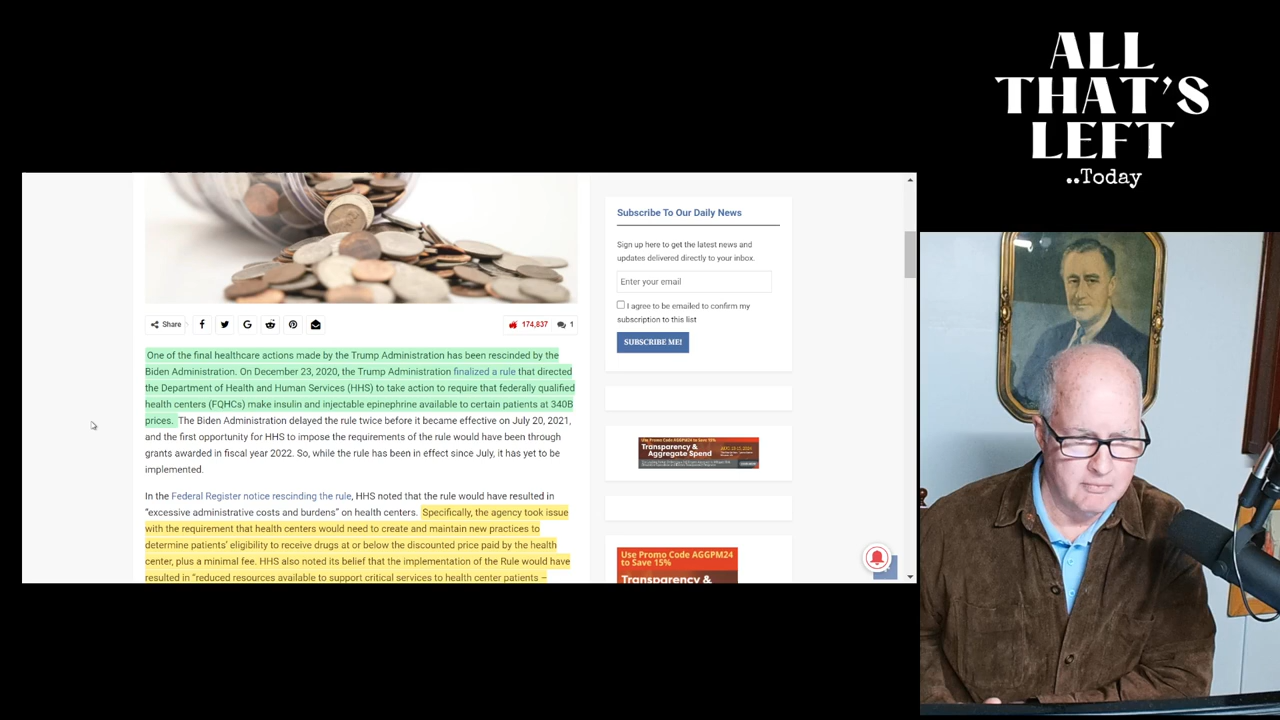 ALL
THAT'S
LEFT
..Today
Subscribe To Our Daily News
Sign up here to get the latest news and
updates delivered directly to your inbox.
Enter your email
I agree to be emailed to confirm my
subscription to this list
SUBSCRIBE ME!
Share
174,837
1
One of the final healthcare actions made by the Trump Administration has been rescinded by the
Biden Administration. On December 23, 2020, the Trump Administration finalized a rule that directed
the Department of Health and Human Services (HHS) to take action to require that federally qualified
health centers (FQHCs) make insulin and injectable epinephrine available to certain patients at 340B
prices. The Biden Administration delayed the rule twice before it became effective on July 20, 2021,
and the first opportunity for HHS to impose the requirements of the rule would have been through
grants awarded in fiscal year 2022. So, while the rule has been in effect since July, it has yet to be
implemented.
In the Federal Register notice rescinding the rule, HHS noted that the rule would have resulted in
“excessive administrative costs and burdens” on health centers. Specifically, the agency took issue
with the requirement that health centers would need to create and maintain new practices to
determine patients’ eligibility to receive drugs at or below the discounted price paid by the health
center, plus a minimal fee. HHS also noted its belief that the implementation of the Rule would have
resulted in “reduced resources available to support critical services to health center patients –
Use Promo Code AGGPM24 to Save 15%
Transparency &
Aggregate Spend
Use Promo Code AGGPM24
to Save 15%
Transparency &